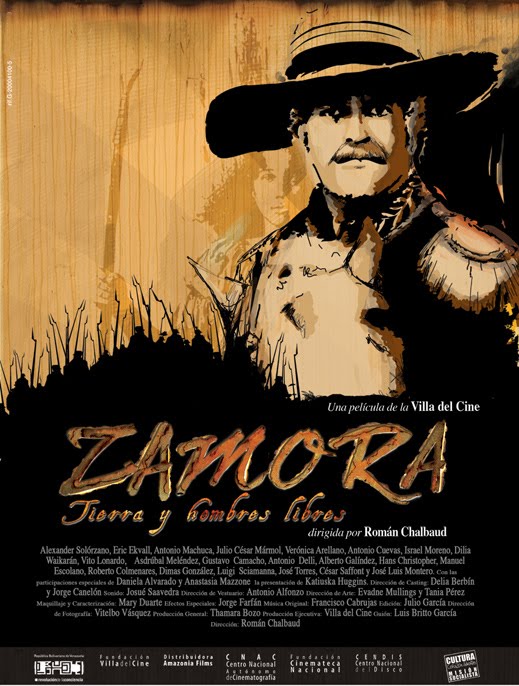 Una película de la Villa del Cine
ZAMORA
Tierra y hombres libres
dirigida por Román Chalbaud
Alexander Solórzano, Eric Ekvall, Antonio Machuca, Julio César Mármol, Verónica Arellano, Antonio Cuevas, Israel Moreno, Dilia
Waikarán, Vito Lonardo, Asdrúbal Meléndez, Gustavo Camacho, Antonio Delli, Alberto Galíndez, Hans Christopher, Manuel
Escolano, Roberto Colmenares, Dimas González, Luigi Sciamanna, José Torres, César Saffont y José Luis Montero. Con las
participaciones especiales de Daniela Alvarado y Anastasia Mazzone la presentación de Katiuska Huggins. Dirección de Casting: Delia Berbín
y Jorge Canelón Sonido: Josué Saavedra Dirección de Vestuario: Antonio Alfonzo Dirección de Arte: Evadne Mullings y Tania Pérez
Maquillaje y Caracterización: Mary Duarte Efectos Especiales: Jorge Farfán Música Original: Francisco Cabrujas Edición: Julio García Dirección
de Fotografía: Vitelbo Vásquez Producción General: Thamara Bozo Producción Ejecutiva: Villa del Cine Guión: Luis Britto García
Dirección: Román Chalbaud
República Bolivariana de Venezuela
Fundación
Villa del Cine
Distribuidora
Amazonia Films
CNAC
Centro Nacional
Autónomo
de Cinematografía
Fundación
Cinemateca
Nacional
CENDIS
Centro Nacional
del Disco
CULTURA
CORAZÓN ADENTRO
MISIÓN
SOCIALISTA